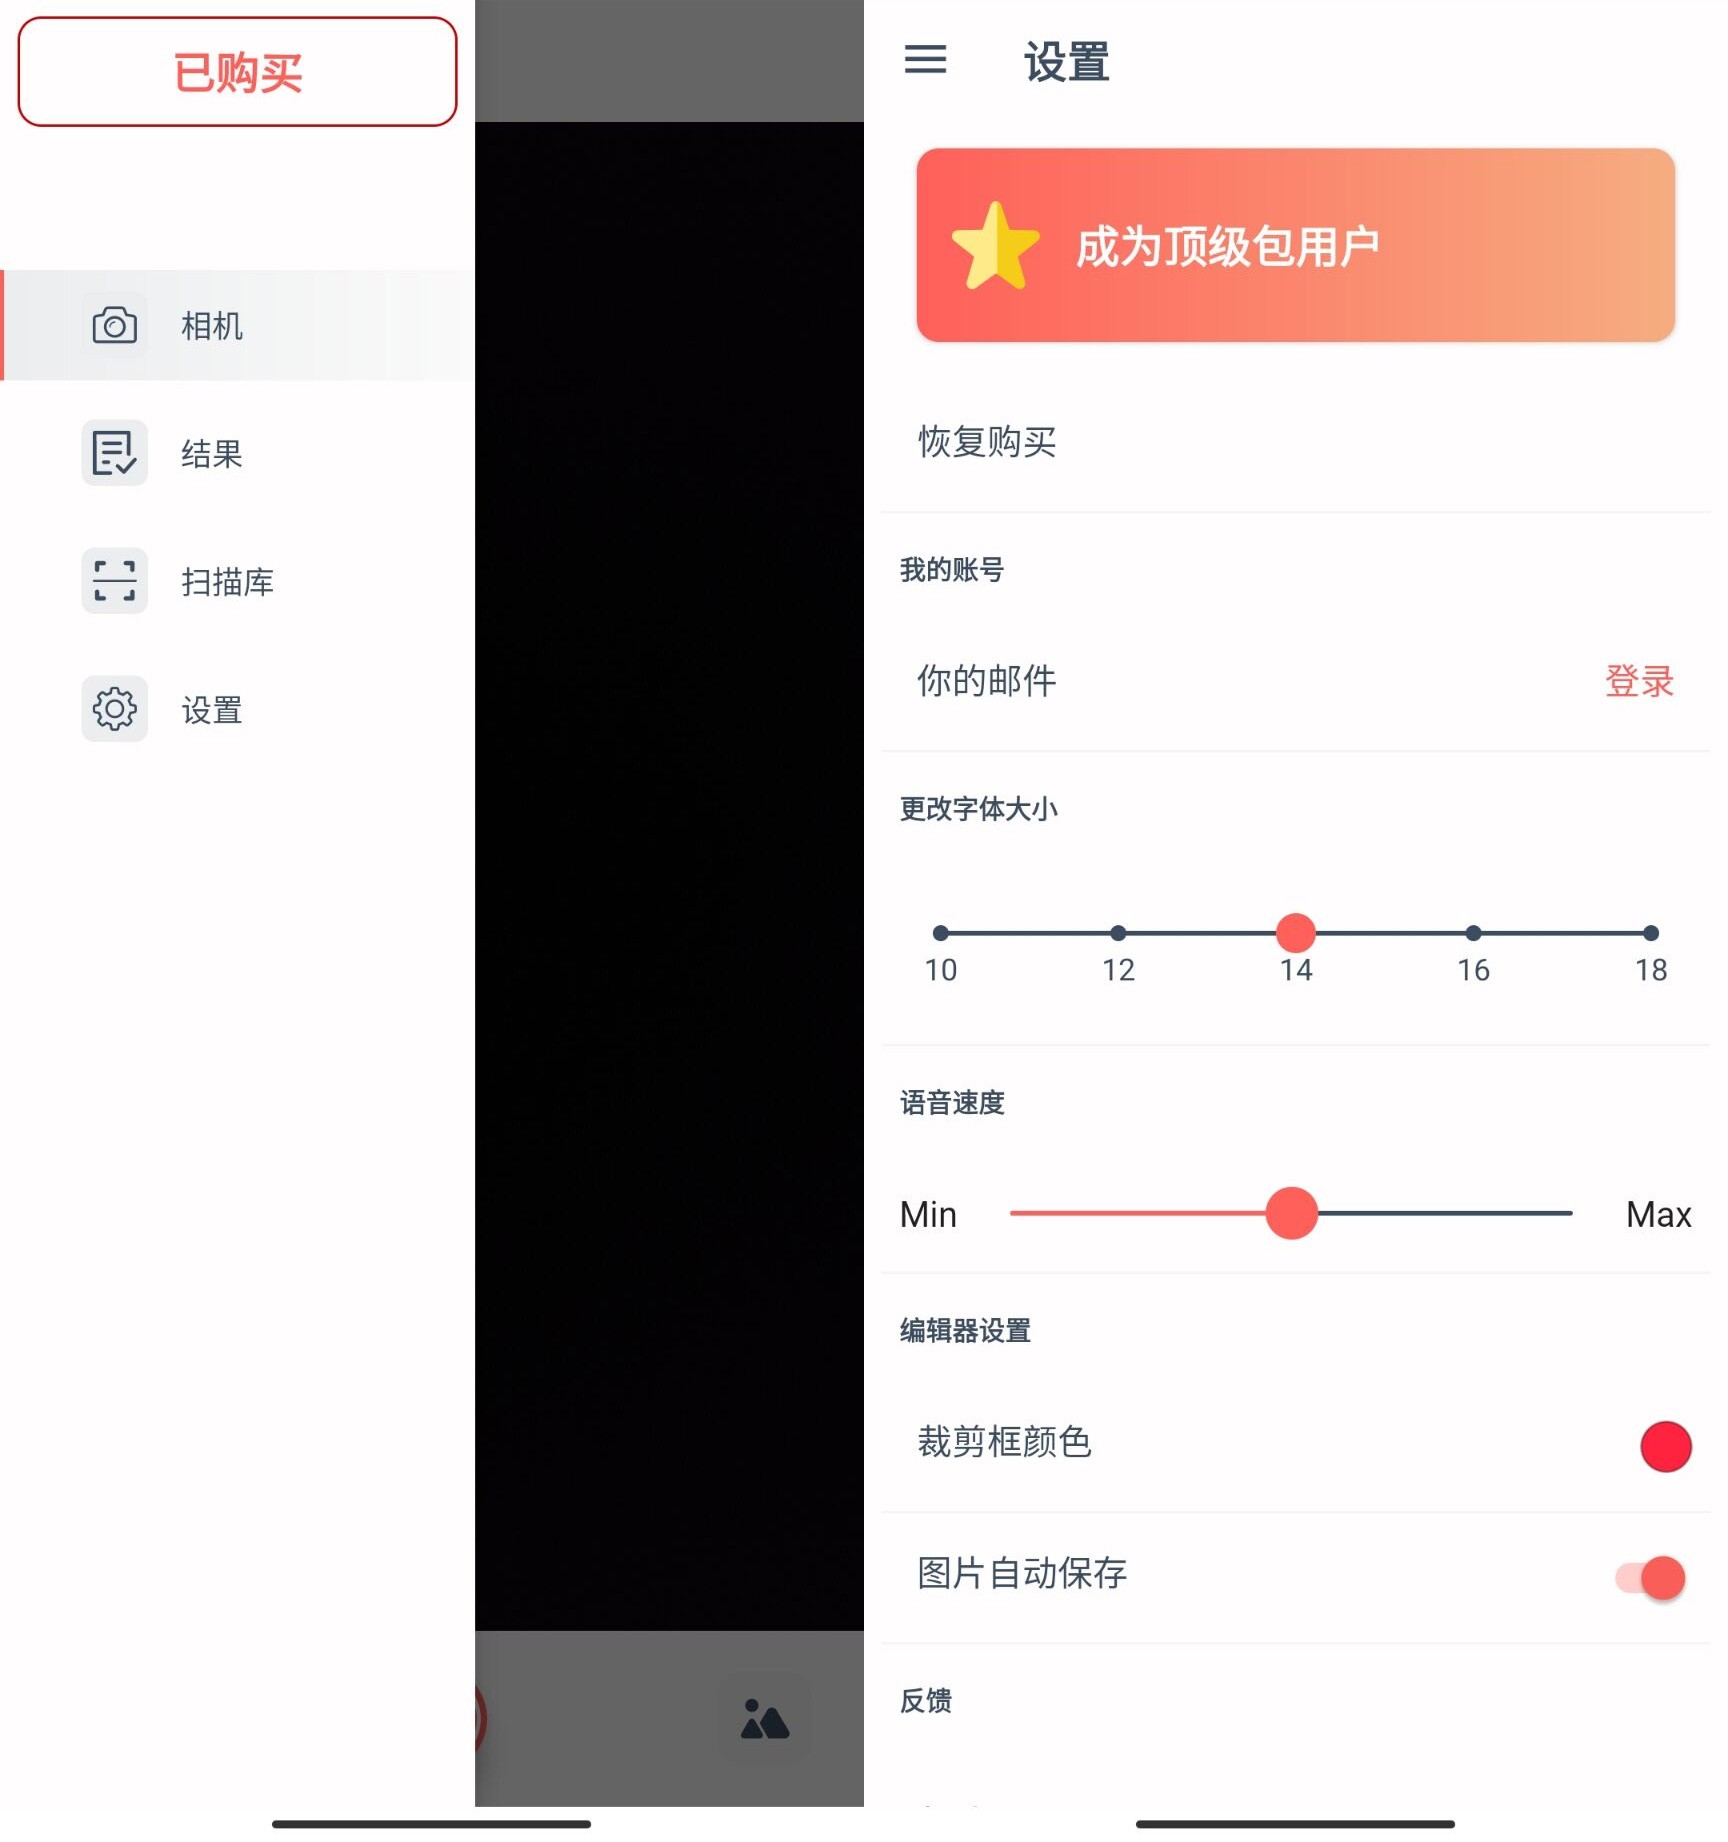 已购买
相机
结果
扫描库
设置
设置
成为顶级包用户
恢复购买
我的账号
你的邮件
登录
更改字体大小
10 12 14 16 18
语音速度
Min Max
编辑器设置
裁剪框颜色
图片自动保存
反馈